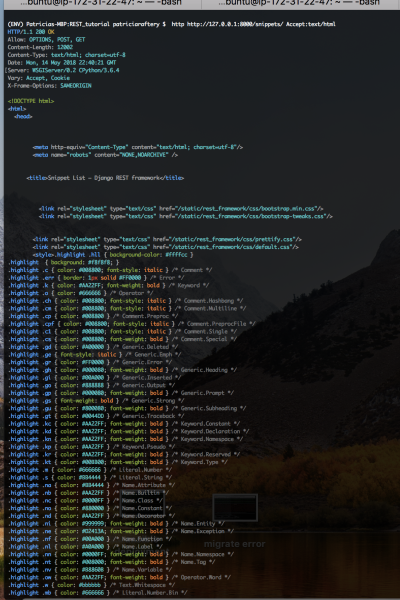 ...buntu@ip-172-31-22-47: ~ — -bash ...buntu@ip-172-31-22-47: ~ — -bash
(ENV) Patricias-MBP:REST_tutorial patriciaraftery $ http http://127.0.0.1:8000/snippets/ Accept:text/html
HTTP/1.1 200 OK
Allow: OPTIONS, POST, GET
Content-Length: 12002
Content-Type: text/html; charset=utf-8
Date: Mon, 14 May 2018 22:40:21 GMT
Server: WSGIServer/0.2 CPython/3.6.4
Vary: Accept, Cookie
X-Frame-Options: SAMEORIGIN
<!DOCTYPE html>
<html>
<head>
<meta http-equiv="Content-Type" content="text/html; charset=utf-8"/>
<meta name="robots" content="NONE,NOARCHIVE" />
<title>Snippet List – Django REST framework</title>
<link rel="stylesheet" type="text/css" href="/static/rest_framework/css/bootstrap.min.css"/>
<link rel="stylesheet" type="text/css" href="/static/rest_framework/css/bootstrap-tweaks.css"/>
<link rel="stylesheet" type="text/css" href="/static/rest_framework/css/prettify.css"/>
<link rel="stylesheet" type="text/css" href="/static/rest_framework/css/default.css"/>
<style>.highlight .hll { background-color: #ffffcc }
.highlight { background: #f8f8f8; }
.highlight .c { color: #008800; font-style: italic } /* Comment */
.highlight .err { border: 1px solid #FF0000 } /* Error */
.highlight .k { color: #AA22FF; font-weight: bold } /* Keyword */
.highlight .o { color: #666666 } /* Operator */
.highlight .ch { color: #008800; font-style: italic } /* Comment.Hashbang */
.highlight .cm { color: #008800; font-style: italic } /* Comment.Multiline */
.highlight .cp { color: #008800 } /* Comment.Preproc */
.highlight .cpf { color: #008800; font-style: italic } /* Comment.PreprocFile */
.highlight .c1 { color: #008800; font-style: italic } /* Comment.Single */
.highlight .cs { color: #008800; font-weight: bold } /* Comment.Special */
.highlight .gd { color: #A00000 } /* Generic.Deleted */
.highlight .ge { font-style: italic } /* Generic.Emph */
.highlight .gr { color: #FF0000 } /* Generic.Error */
.highlight .gh { color: #000080; font-weight: bold } /* Generic.Heading */
.highlight .gi { color: #00A000 } /* Generic.Inserted */
.highlight .go { color: #888888 } /* Generic.Output */
.highlight .gp { color: #000080; font-weight: bold } /* Generic.Prompt */
.highlight .gs { font-weight: bold } /* Generic.Strong */
.highlight .gu { color: #800080; font-weight: bold } /* Generic.Subheading */
.highlight .gt { color: #0044DD } /* Generic.Traceback */
.highlight .kc { color: #AA22FF; font-weight: bold } /* Keyword.Constant */
.highlight .kd { color: #AA22FF; font-weight: bold } /* Keyword.Declaration */
.highlight .kn { color: #AA22FF; font-weight: bold } /* Keyword.Namespace */
.highlight .kp { color: #AA22FF } /* Keyword.Pseudo */
.highlight .kr { color: #AA22FF; font-weight: bold } /* Keyword.Reserved */
.highlight .kt { color: #00BB00; font-weight: bold } /* Keyword.Type */
.highlight .m { color: #666666 } /* Literal.Number */
.highlight .s { color: #BB4444 } /* Literal.String */
.highlight .na { color: #BB4444 } /* Name.Attribute */
.highlight .nb { color: #AA22FF } /* Name.Builtin */
.highlight .nc { color: #0000FF } /* Name.Class */
.highlight .no { color: #880000 } /* Name.Constant */
.highlight .nd { color: #AA22FF } /* Name.Decorator */
.highlight .ni { color: #999999; font-weight: bold } /* Name.Entity */
.highlight .ne { color: #D2413A; font-weight: bold } /* Name.Exception */
.highlight .nf { color: #00A000 } /* Name.Function */
.highlight .nl { color: #A0A000 } /* Name.Label */
.highlight .nn { color: #0000FF; font-weight: bold } /* Name.Namespace */
.highlight .nt { color: #008000; font-weight: bold } /* Name.Tag */
.highlight .nv { color: #B8860B } /* Name.Variable */
.highlight .ow { color: #AA22FF; font-weight: bold } /* Operator.Word */
.highlight .w { color: #bbbbbb } /* Text.Whitespace */
.highlight .mb { color: #666666 } /* Literal.Number.Bin */
migrate error